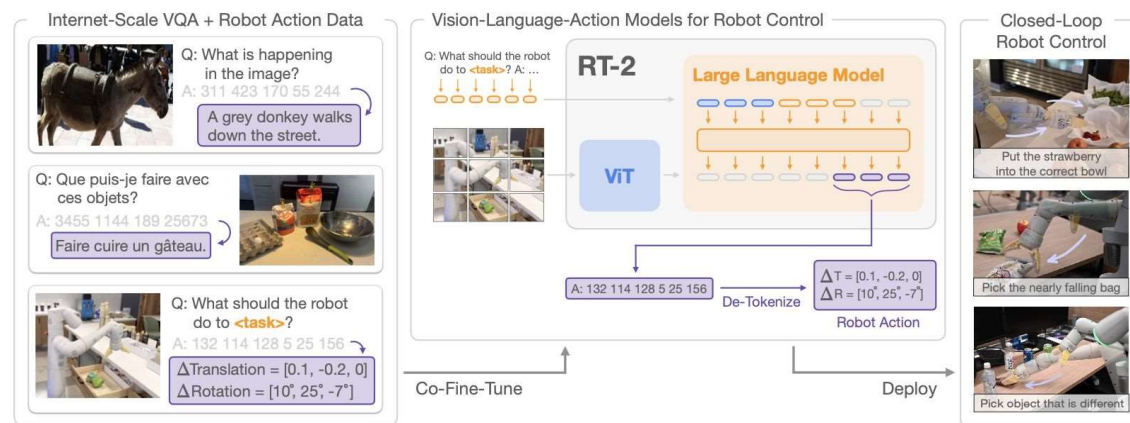 Internet-Scale VQA + Robot Action Data
Q: What is happening
in the image?
A: 311 423 170 55 244
A grey donkey walks
down the street.
Q: Que puis-je faire avec
ces objets?
A: 3455 1144 189 25673
Faire cuire un gâteau.
Q: What should the robot
do to <task>?
A: 132 114 128 5 25 156
ΔTranslation = [0.1, -0.2, 0]
ΔRotation = [10°, 25°, -7°]
Co-Fine-Tune
Vision-Language-Action Models for Robot Control
Q: What should the robot
do to <task>? A: ...
RT-2
Large Language Model
ViT
A: 132 114 128 5 25 156
De-Tokenize
ΔT = [0.1, -0.2, 0]
ΔR = [10°, 25°, -7°]
Robot Action
Deploy
Closed-Loop
Robot Control
Put the strawberry
into the correct bowl
Pick the nearly falling bag
Pick object that is different